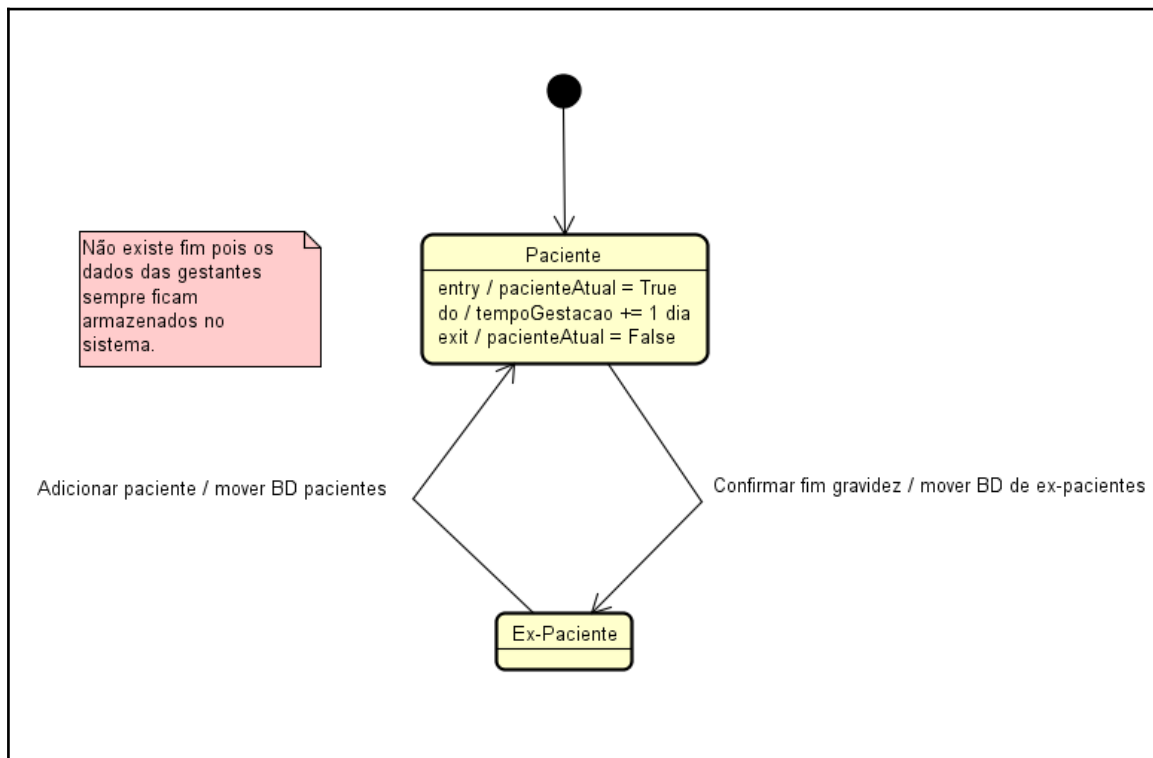 Paciente
entry / pacienteAtual = True
do / tempoGestacao += 1 dia
exit / pacienteAtual = False
Não existe fim pois os
dados das gestantes
sempre ficam
armazenados no
sistema.
Adicionar paciente / mover BD pacientes
Confirmar fim gravidez / mover BD de ex-pacientes
Ex-Paciente